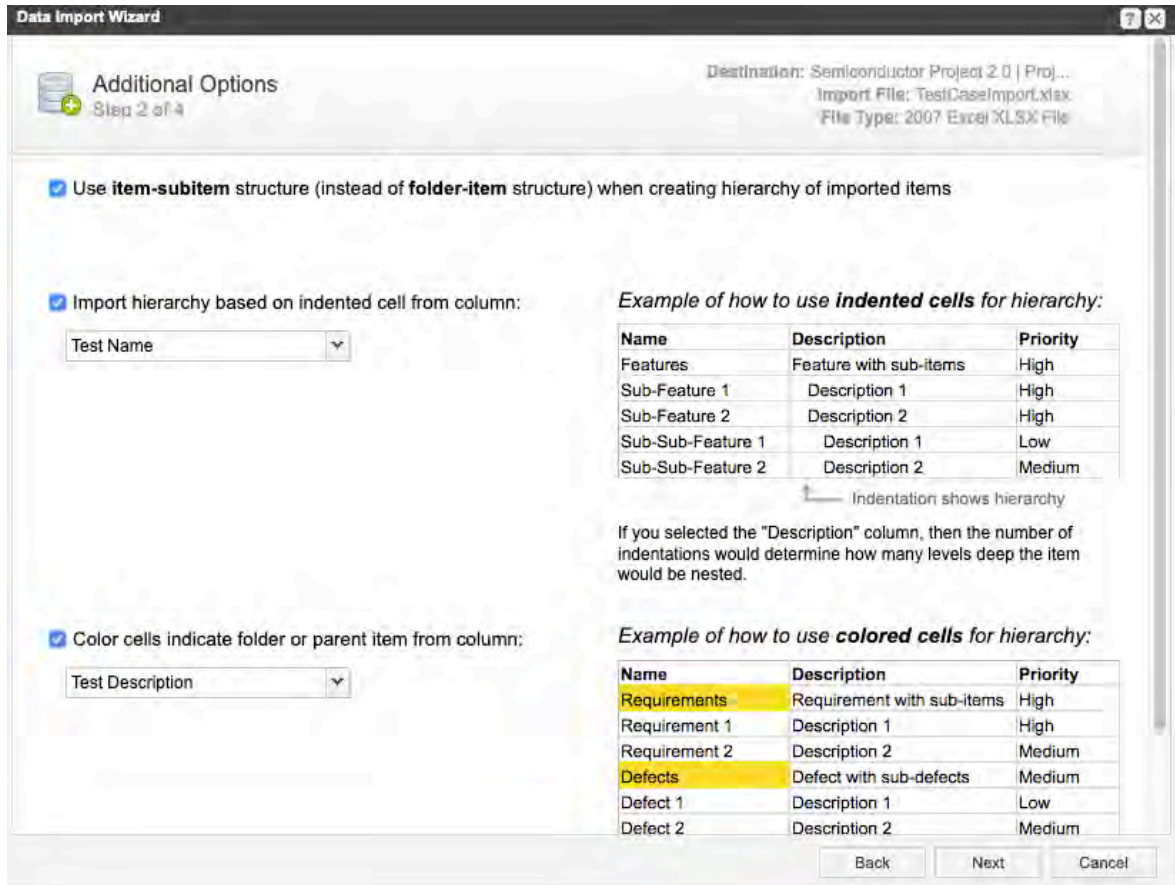 Data Import Wizard
Additional Options
Step 2 of 4
Destination: Semiconductor Project 2.0 | Proj...
Import File: TestCaseImport.xlsx
File Type: 2007 Excel XLSX File
Use item-subitem structure (instead of folder-item structure) when creating hierarchy of imported items
Import hierarchy based on indented cell from column:
Test Name
Example of how to use indented cells for hierarchy:
Name Description Priority
Features Feature with sub-items High
Sub-Feature 1 Description 1 High
Sub-Feature 2 Description 2 High
Sub-Sub-Feature 1 Description 1 Low
Sub-Sub-Feature 2 Description 2 Medium
Indentation shows hierarchy
If you selected the "Description" column, then the number of
indentations would determine how many levels deep the item
would be nested.
Color cells indicate folder or parent item from column:
Test Description
Example of how to use colored cells for hierarchy:
Name Description Priority
Requirements Requirement with sub-items High
Requirement 1 Description 1 High
Requirement 2 Description 2 Medium
Defects Defect with sub-defects Medium
Defect 1 Description 1 Low
Defect 2 Description 2 Medium
Back Next Cancel